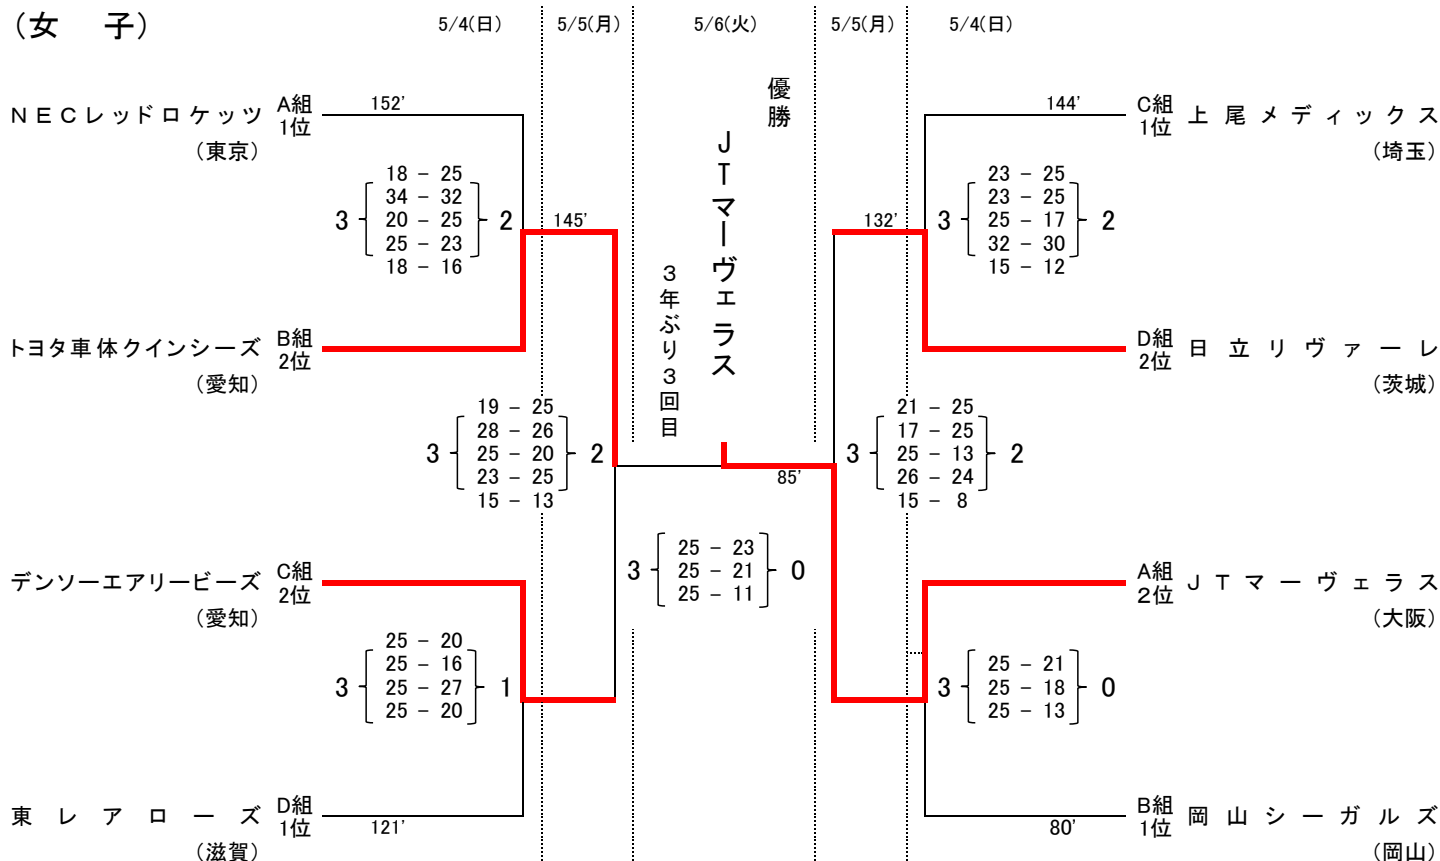 （女　子）
5/4(日)
5/5(月)
5/6(火)
5/5(月)
5/4(日)
NECレッドロケッツ
A組
1位
（東京）
152'
18 － 25
34 － 32
3 20 － 25 2
25 － 23
18 － 16
トヨタ車体クインシーズ
B組
2位
（愛知）
145'
19 － 25
28 － 26
3 25 － 20 2
23 － 25
15 － 13
デンソーエアリービーズ
C組
2位
（愛知）
25 － 20
25 － 16
3 25 － 27 1
25 － 20
東レアローズ
D組
1位
（滋賀）
121'
優勝
JTマーヴェラス
3年ぶり3回目
85'
25 － 23
3 25 － 21 0
25 － 11
144'
C組
1位
上尾メディックス
（埼玉）
23 － 25
23 － 25
3 25 － 17 2
32 － 30
15 － 12
132'
D組
2位
日立リヴァーレ
（茨城）
21 － 25
17 － 25
3 25 － 13 2
26 － 24
15 － 8
A組
2位
JTマーヴェラス
（大阪）
25 － 21
3 25 － 18 0
25 － 13
80'
B組
1位
岡山シーガルズ
（岡山）